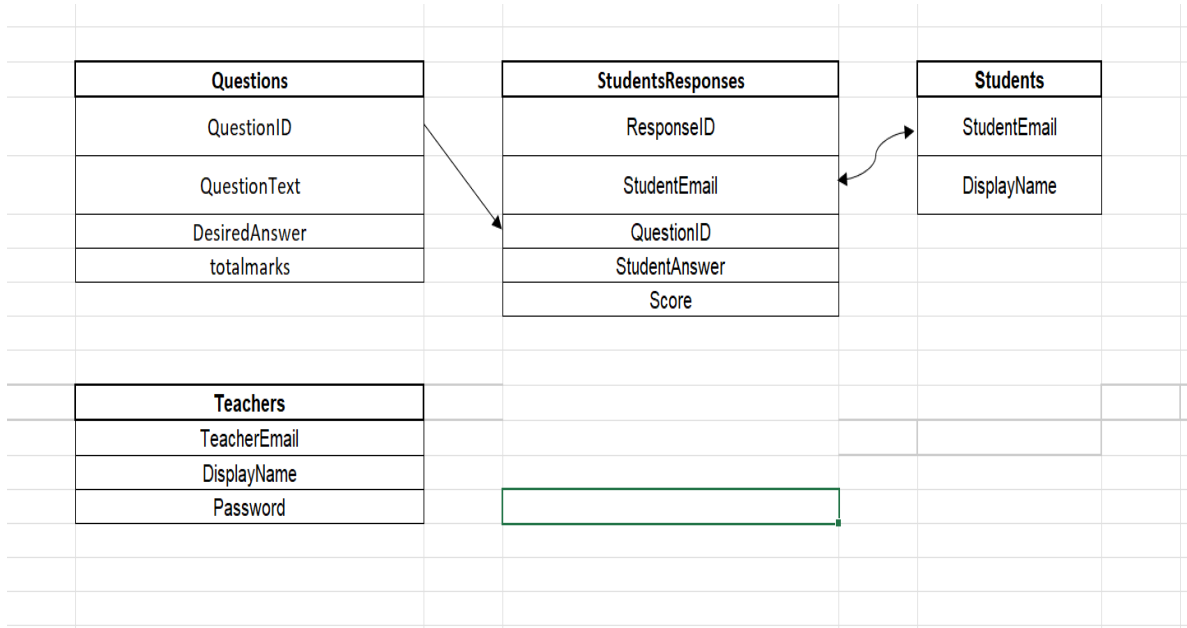 Questions
QuestionID
QuestionText
DesiredAnswer
totalmarks
StudentsResponses
ResponseID
StudentEmail
QuestionID
StudentAnswer
Score
Students
StudentEmail
DisplayName
Teachers
TeacherEmail
DisplayName
Password